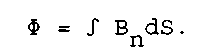 Φ = ∫ BₙdS.